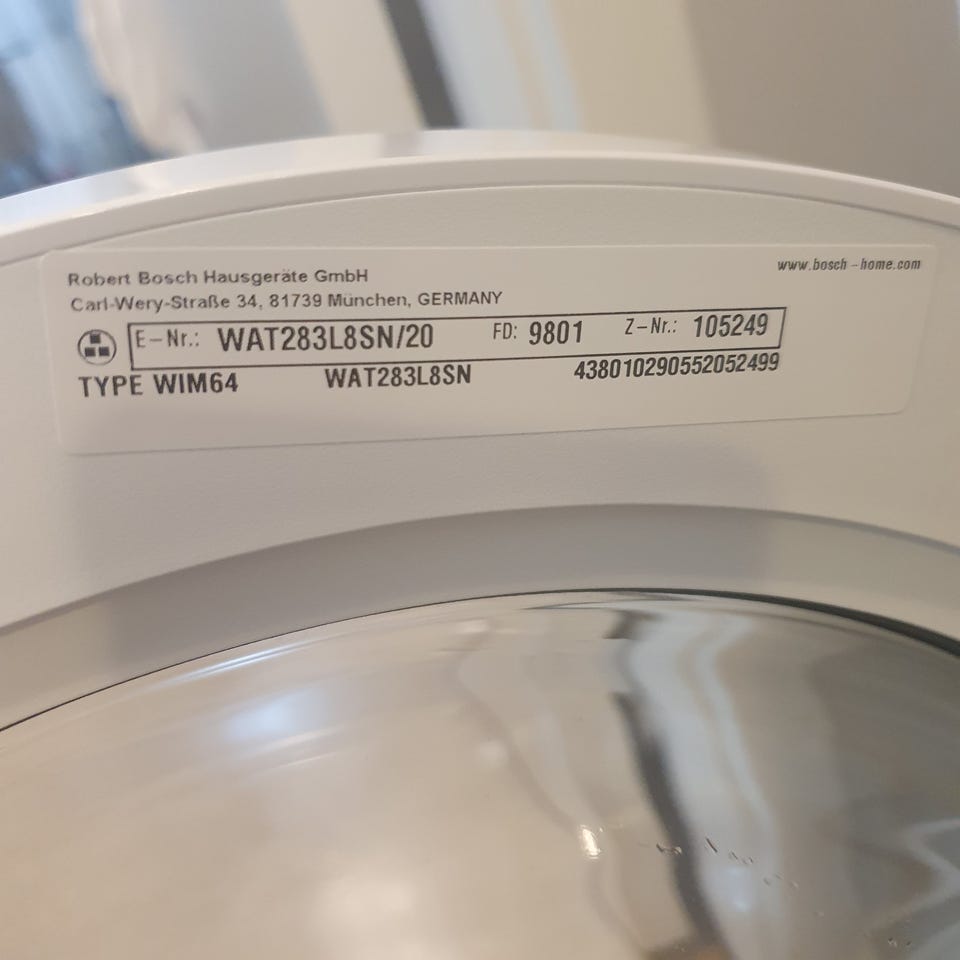 Robert Bosch Hausgeräte GmbH
www.bosch-home.com
Carl-Wery-Straße 34, 81739 München, GERMANY
E-Nr.: WAT283L8SN/20 FD: 9801 Z-Nr.: 105249
TYPE WIM64 WAT283L8SN 438010290552052499